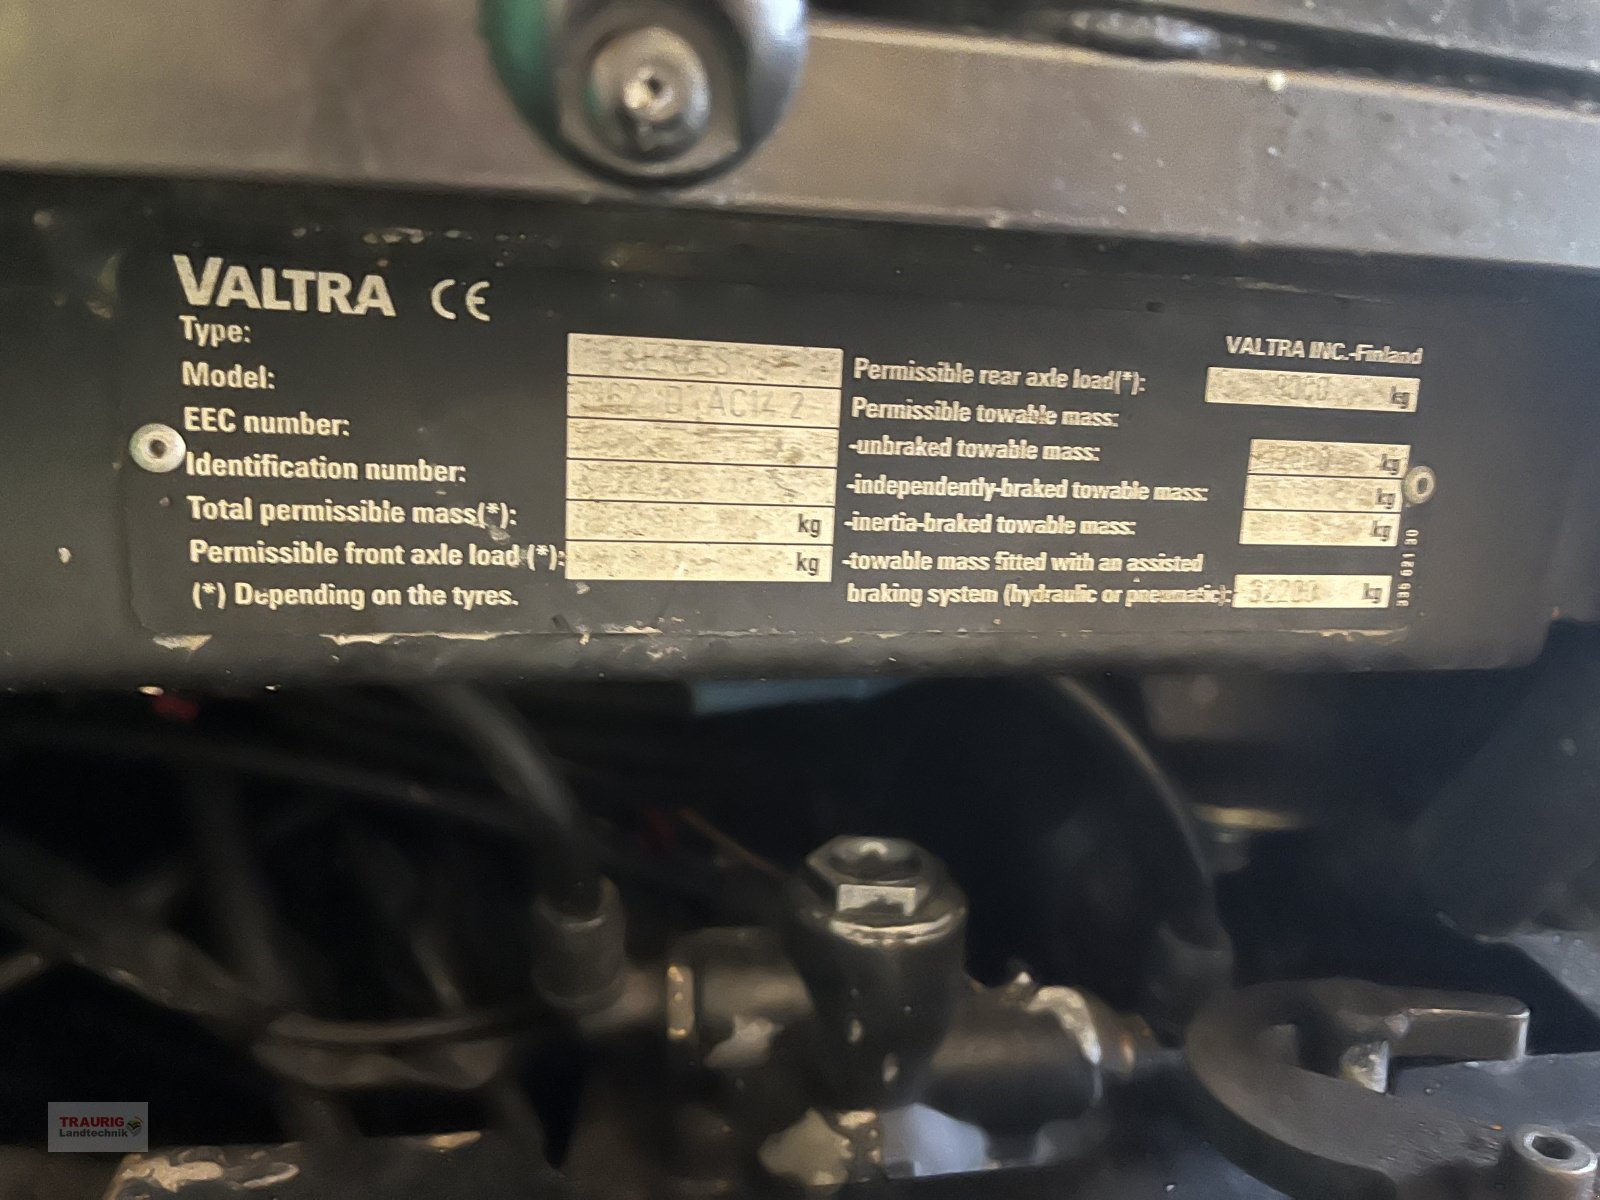 VALTRA CE
Type:
Model: AC14 2
EEC number:
Identification number:
Total permissible mass(*): kg
Permissible front axle load (*): kg
(*) Depending on the tyres.
VALTRA INC.-Finland
Permissible rear axle load(*): kg
Permissible towable mass:
-unbraked towable mass: kg
-independently-braked towable mass: kg
-inertia-braked towable mass: kg
-towable mass fitted with an assisted
braking system (hydraulic or pneumatic): 32200 kg
TRAURIG
Landtechnik